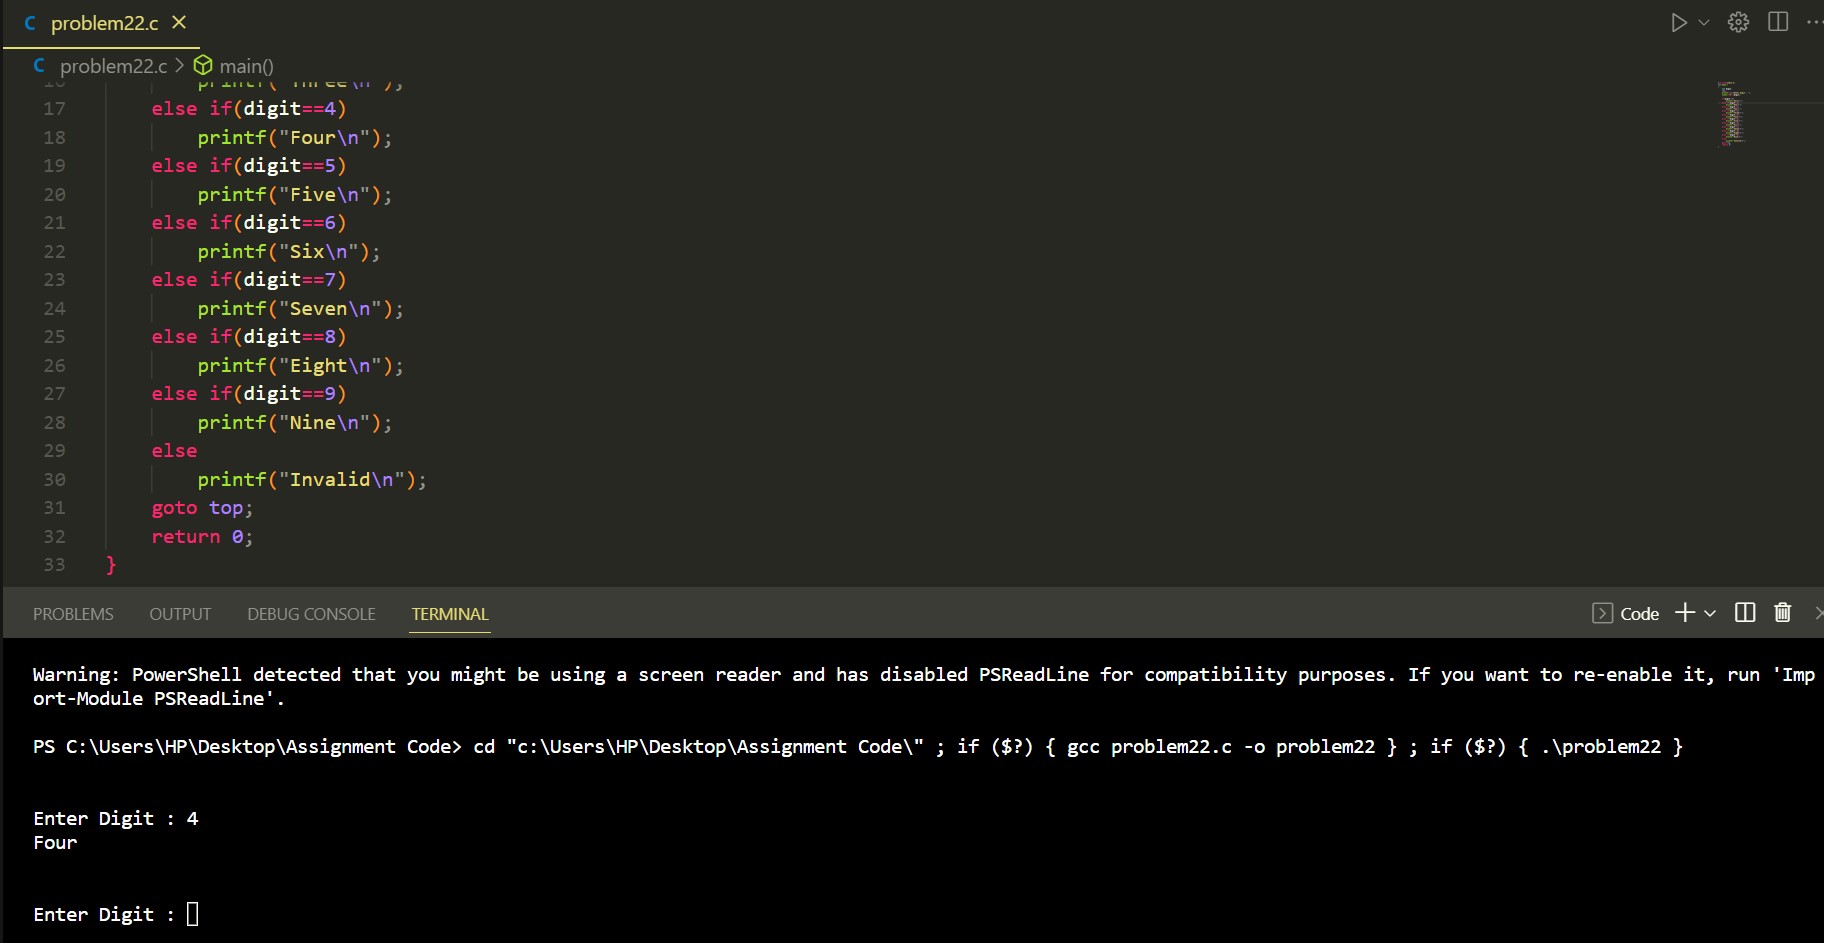 C problem22.c ×
C problem22.c > main()
16 printf("Three\n");
17 else if(digit==4)
18 printf("Four\n");
19 else if(digit==5)
20 printf("Five\n");
21 else if(digit==6)
22 printf("Six\n");
23 else if(digit==7)
24 printf("Seven\n");
25 else if(digit==8)
26 printf("Eight\n");
27 else if(digit==9)
28 printf("Nine\n");
29 else
30 printf("Invalid\n");
31 goto top;
32 return 0;
33 }
PROBLEMS OUTPUT DEBUG CONSOLE TERMINAL Code
Warning: PowerShell detected that you might be using a screen reader and has disabled PSReadLine for compatibility purposes. If you want to re-enable it, run 'Imp
ort-Module PSReadLine'.
PS C:\Users\HP\Desktop\Assignment Code> cd "c:\Users\HP\Desktop\Assignment Code\" ; if ($?) { gcc problem22.c -o problem22 } ; if ($?) { .\problem22 }
Enter Digit : 4
Four
Enter Digit :